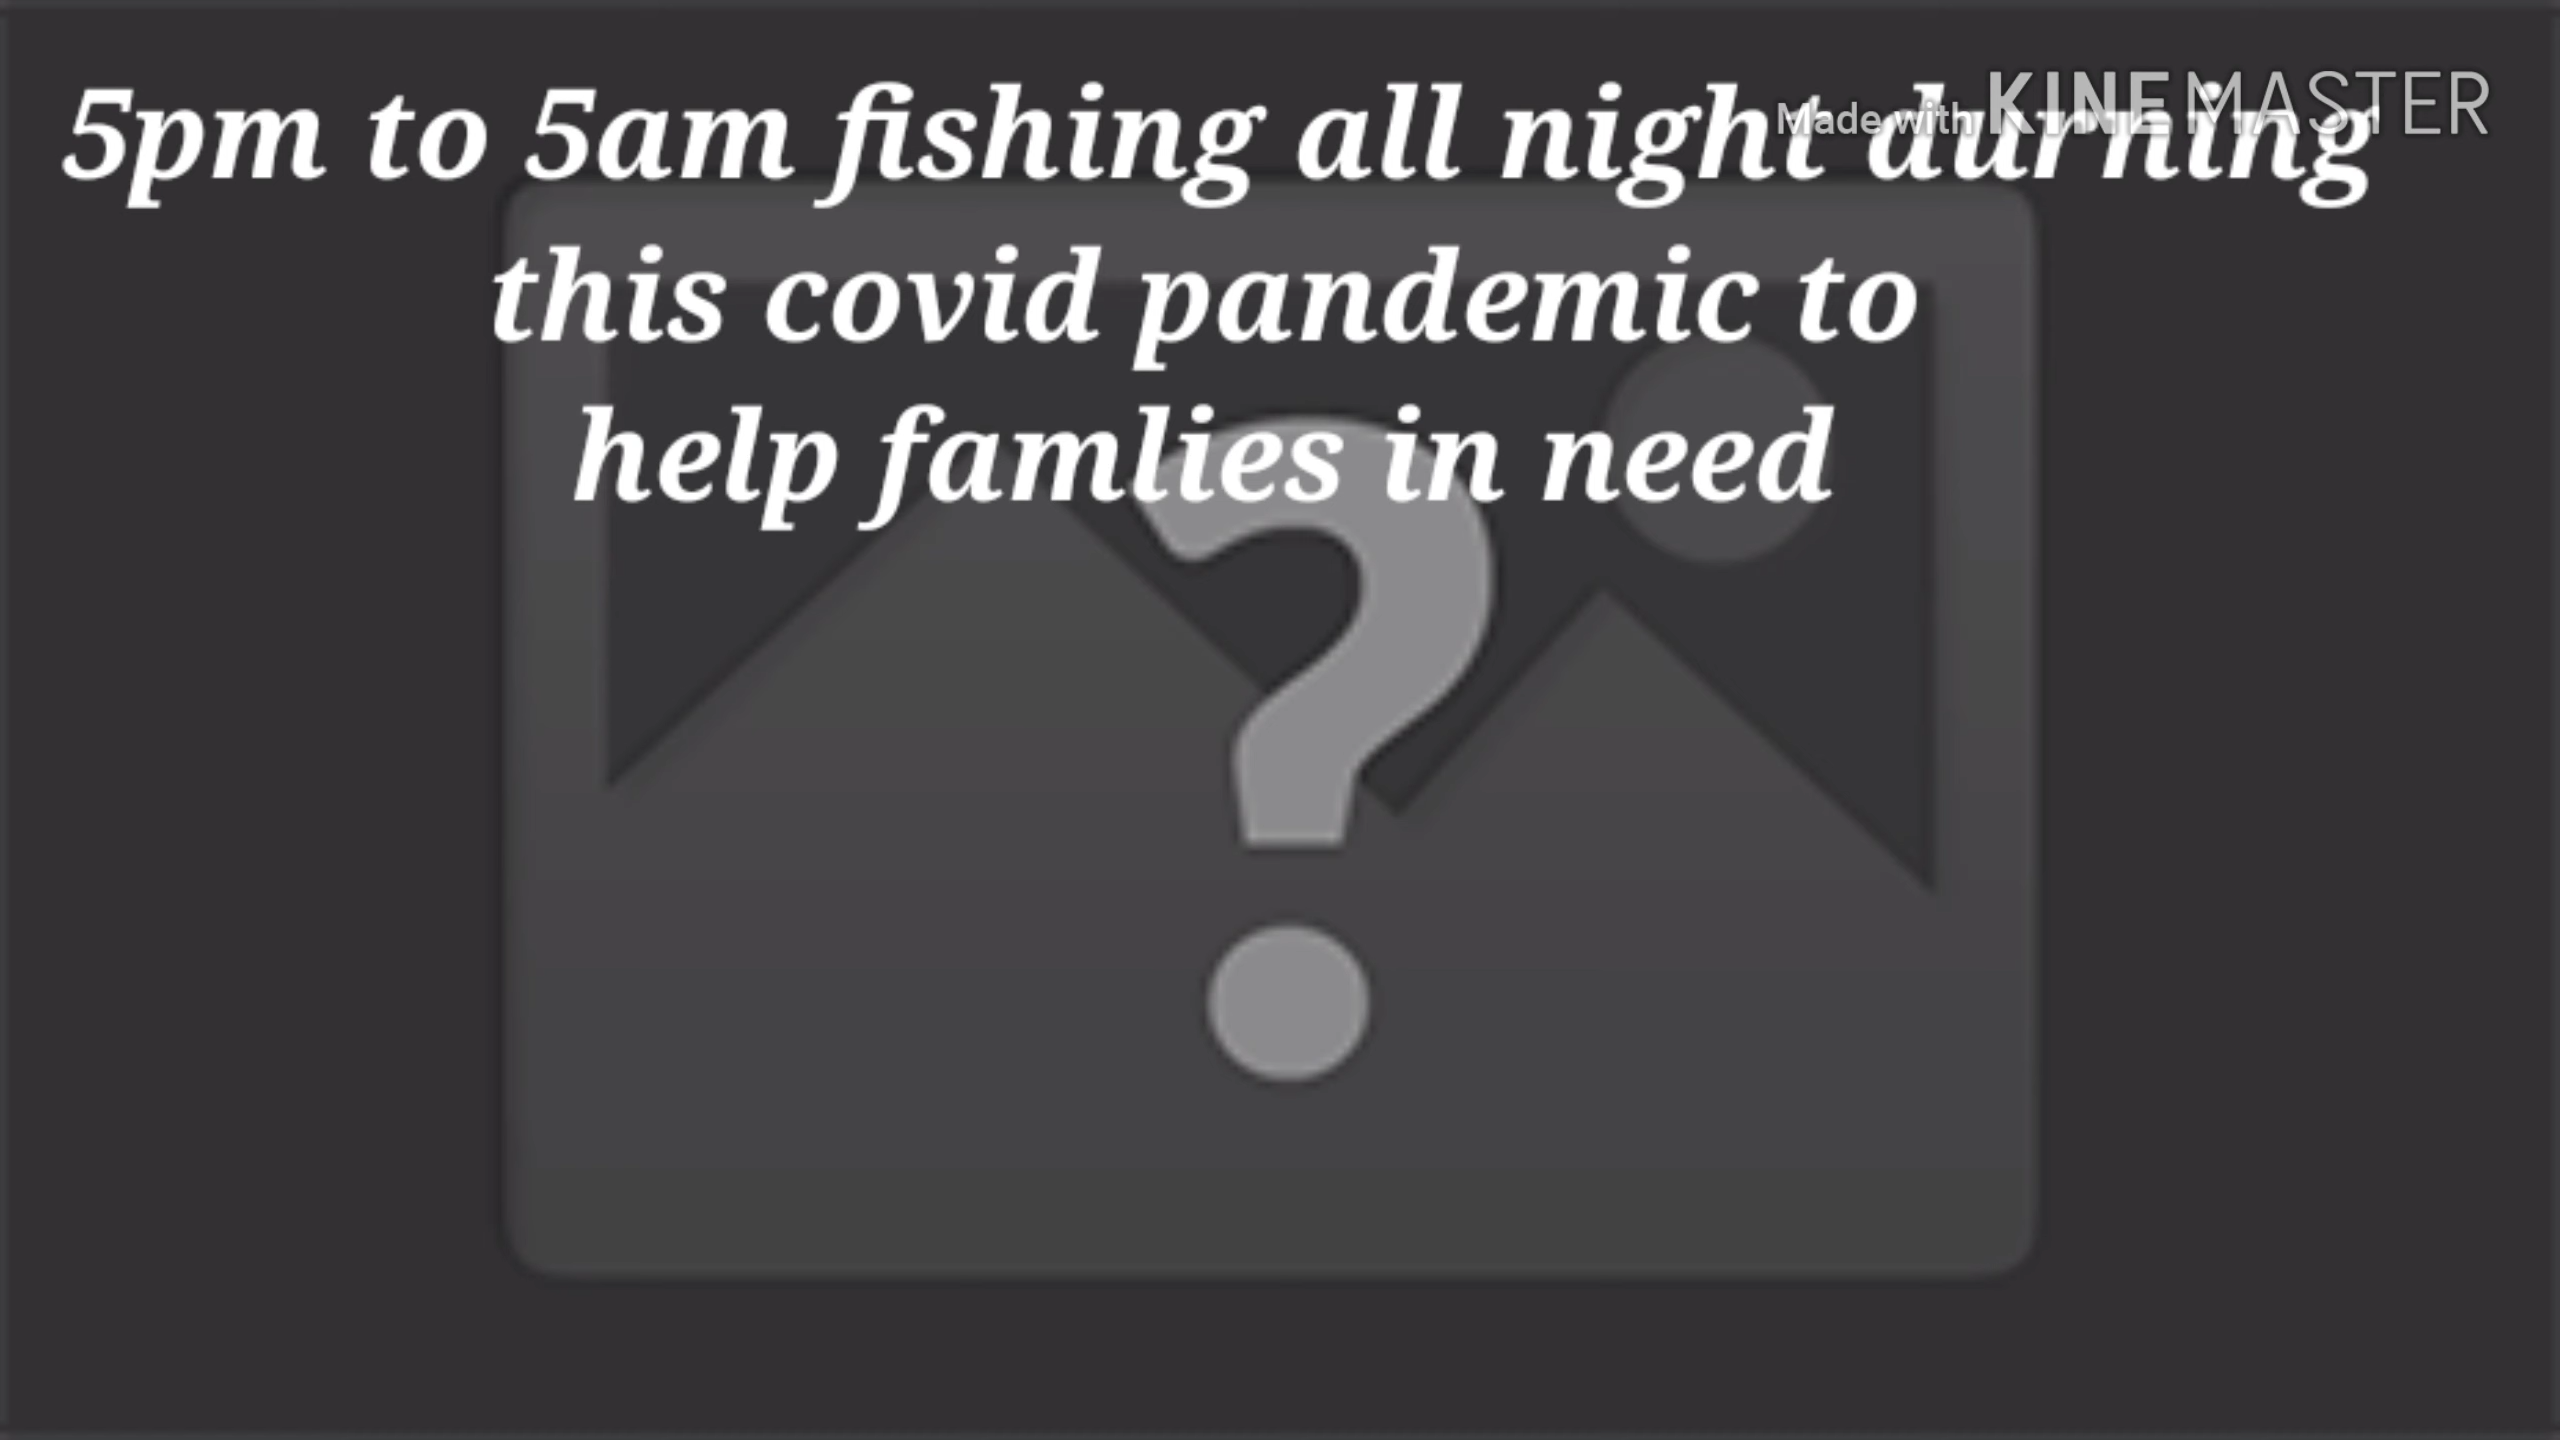 5pm to 5am fishing all night durning
Made with KINEMASTER
this covid pandemic to
help famlies in need
?